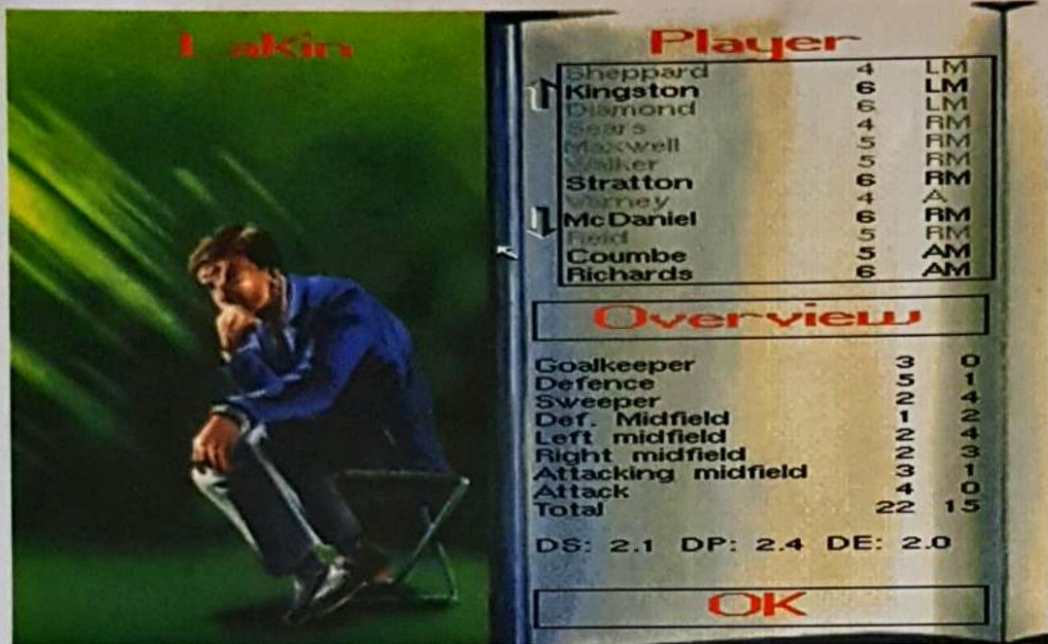 Lakin
Player
Sheppard 4 LM
Kingston 6 LM
Diamond 6 LM
Sears 4 RM
Maxwell 5 RM
Walker 5 RM
Stratton 6 RM
Varney 4 A
McDaniel 6 RM
Reid 5 RM
Coumbe 5 AM
Richards 6 AM
Overview
Goalkeeper 3 0
Defence 5 1
Sweeper 2 4
Def. Midfield 1 2
Left midfield 2 4
Right midfield 2 3
Attacking midfield 3 1
Attack 4 0
Total 22 15
DS: 2.1 DP: 2.4 DE: 2.0
OK